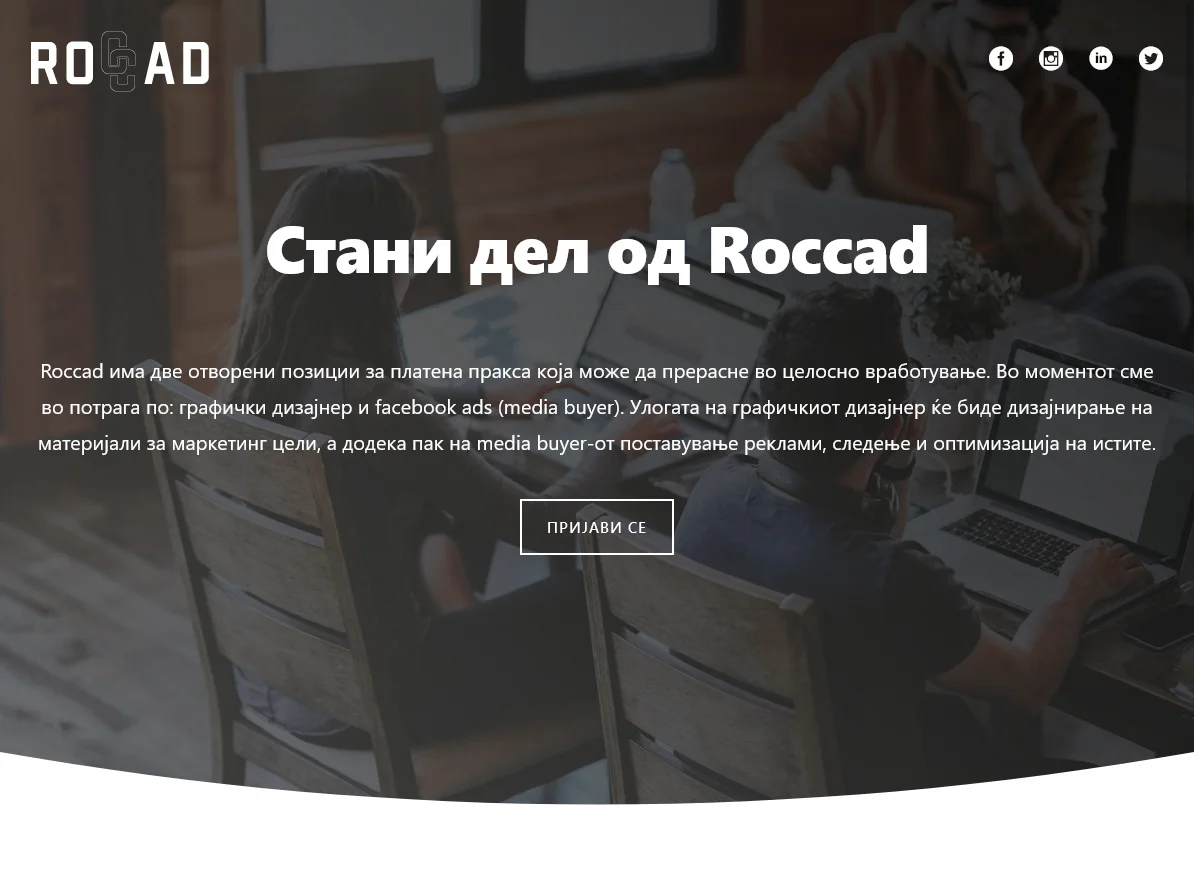 ROCCAD
Стани дел од Roccad
Roccad има две отворени позиции за платена пракса која може да прерасне во целосно вработување. Во моментот сме
во потрага по: графички дизајнер и facebook ads (media buyer). Улогата на графичкиот дизајнер ќе биде дизајнирање на
материјали за маркетинг цели, а додека пак на media buyer-от поставување реклами, следење и оптимизација на истите.
ПРИЈАВИ СЕ